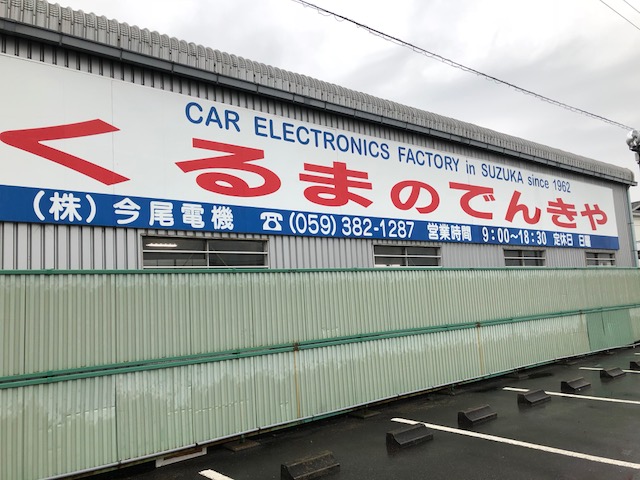 CAR ELECTRONICS FACTORY in SUZUKA since 1962
くるまのでんきや
(株) 今尾電機 ☎(059) 382-1287 営業時間 9:00~18:30 定休日 日曜